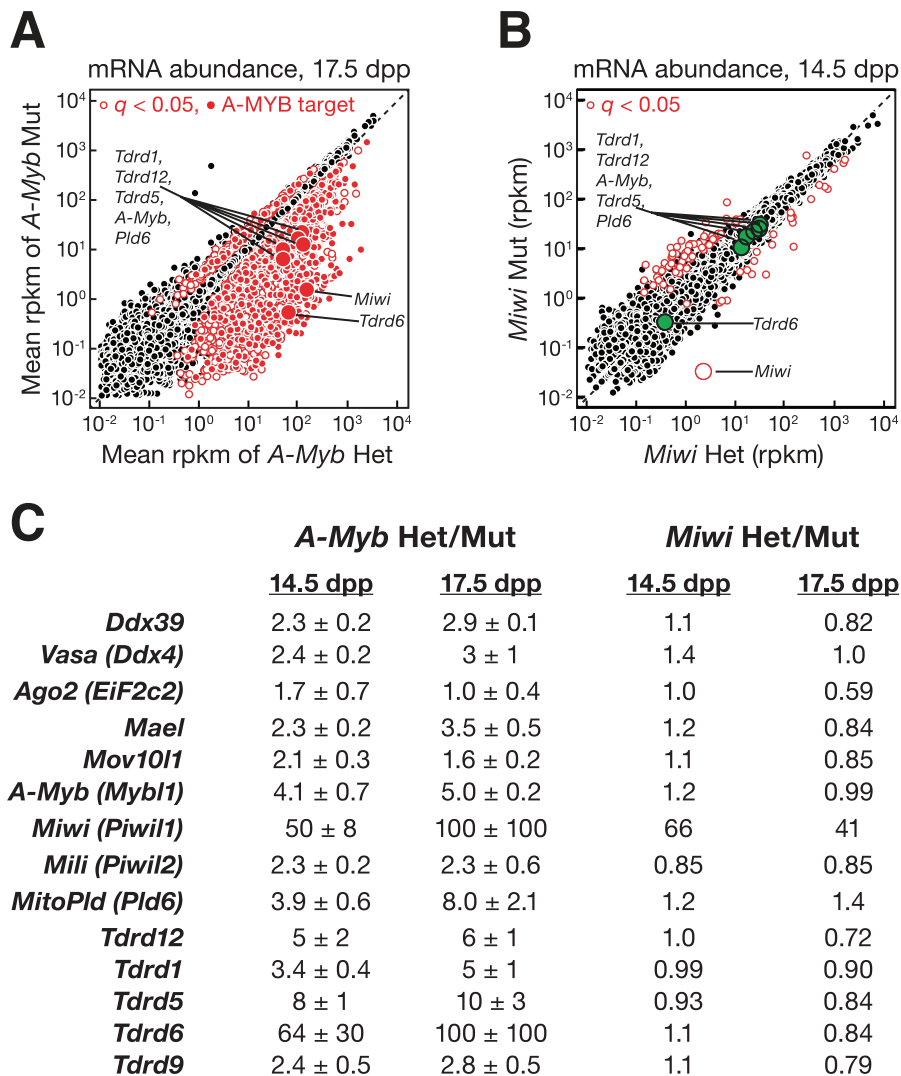 A
mRNA abundance, 17.5 dpp
q < 0.05, A-MYB target
Tdrd1,
Tdrd12,
Tdrd5,
A-Myb,
Pld6
Miwi
Tdrd6
Mean rpkm of A-Myb Mut
10⁴
10³
10²
10¹
10⁰
10⁻¹
10⁻²
10⁻² 10⁻¹ 10⁰ 10¹ 10² 10³ 10⁴
Mean rpkm of A-Myb Het
B
mRNA abundance, 14.5 dpp
q < 0.05
Tdrd1,
Tdrd12
A-Myb,
Tdrd5,
Pld6
Tdrd6
Miwi
Miwi Mut (rpkm)
10⁴
10³
10²
10¹
10⁰
10⁻¹
10⁻²
10⁻² 10⁻¹ 10⁰ 10¹ 10² 10³ 10⁴
Miwi Het (rpkm)
C
A-Myb Het/Mut Miwi Het/Mut
14.5 dpp 17.5 dpp 14.5 dpp 17.5 dpp
Ddx39 2.3 ± 0.2 2.9 ± 0.1 1.1 0.82
Vasa (Ddx4) 2.4 ± 0.2 3 ± 1 1.4 1.0
Ago2 (EiF2c2) 1.7 ± 0.7 1.0 ± 0.4 1.0 0.59
Mael 2.3 ± 0.2 3.5 ± 0.5 1.2 0.84
Mov10l1 2.1 ± 0.3 1.6 ± 0.2 1.1 0.85
A-Myb (Mybl1) 4.1 ± 0.7 5.0 ± 0.2 1.2 0.99
Miwi (Piwil1) 50 ± 8 100 ± 100 66 41
Mili (Piwil2) 2.3 ± 0.2 2.3 ± 0.6 0.85 0.85
MitoPld (Pld6) 3.9 ± 0.6 8.0 ± 2.1 1.2 1.4
Tdrd12 5 ± 2 6 ± 1 1.0 0.72
Tdrd1 3.4 ± 0.4 5 ± 1 0.99 0.90
Tdrd5 8 ± 1 10 ± 3 0.93 0.84
Tdrd6 64 ± 30 100 ± 100 1.1 0.84
Tdrd9 2.4 ± 0.5 2.8 ± 0.5 1.1 0.79